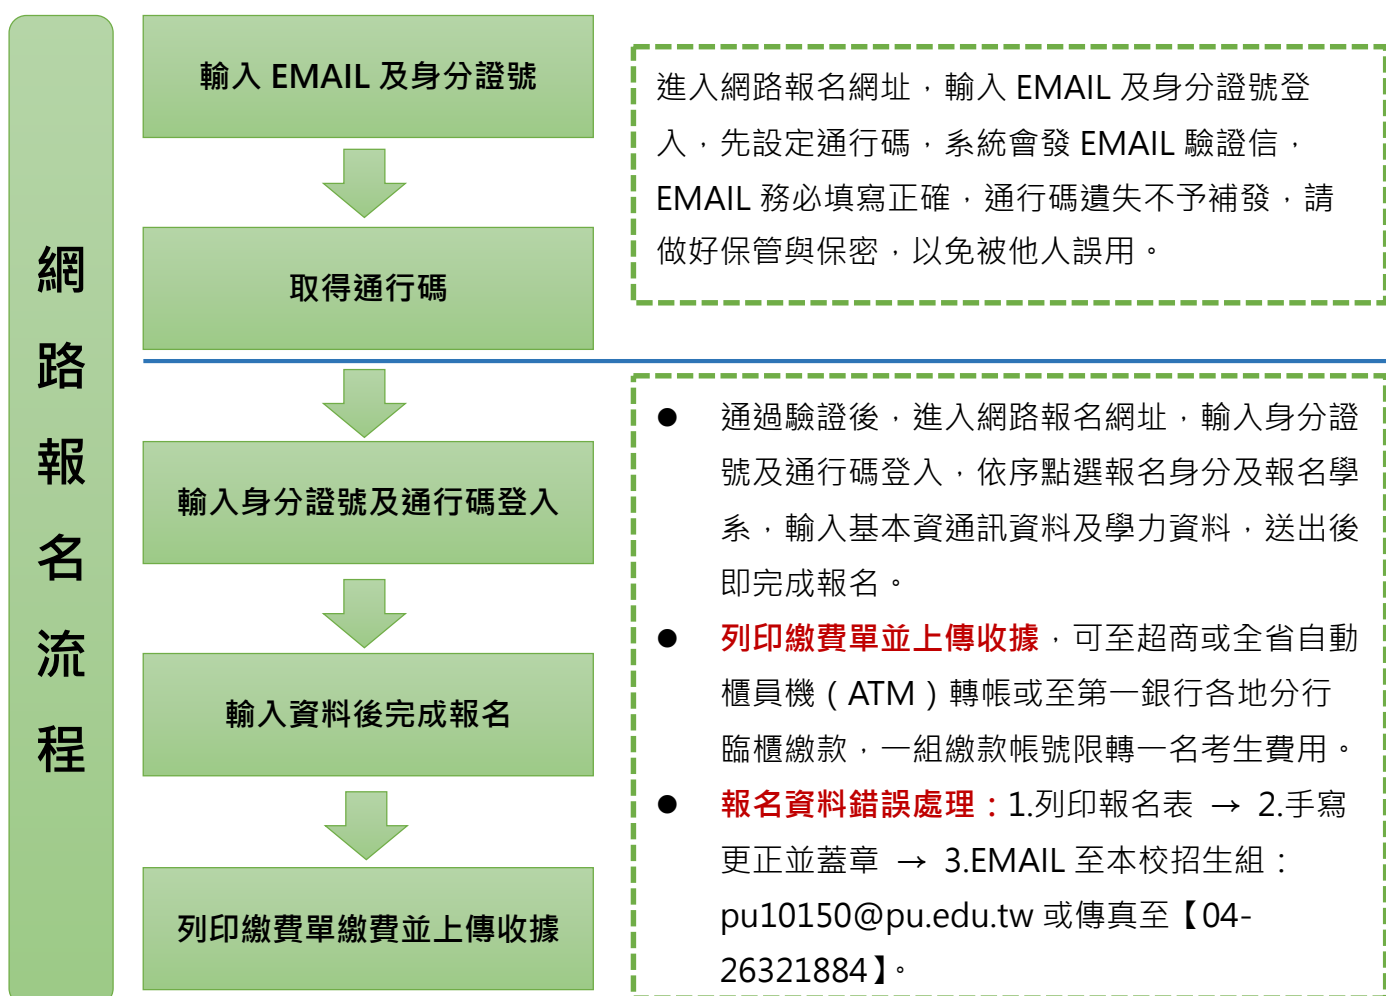 網
路
報
名
流
程
輸入 EMAIL 及身分證號
取得通行碼
輸入身分證號及通行碼登入
輸入資料後完成報名
列印繳費單繳費並上傳收據
進入網路報名網址，輸入 EMAIL 及身分證號登
入，先設定通行碼，系統會發 EMAIL 驗證信，
EMAIL 務必填寫正確，通行碼遺失不予補發，請
做好保管與保密，以免被他人誤用。
● 通過驗證後，進入網路報名網址，輸入身分證
號及通行碼登入，依序點選報名身分及報名學
系，輸入基本資通訊資料及學力資料，送出後
即完成報名。
● 列印繳費單並上傳收據，可至超商或全省自動
櫃員機（ATM）轉帳或至第一銀行各地分行
臨櫃繳款，一組繳款帳號限轉一名考生費用。
● 報名資料錯誤處理：1.列印報名表 → 2.手寫
更正並蓋章 → 3.EMAIL 至本校招生組：
pu10150@pu.edu.tw 或傳真至【04-
26321884】。